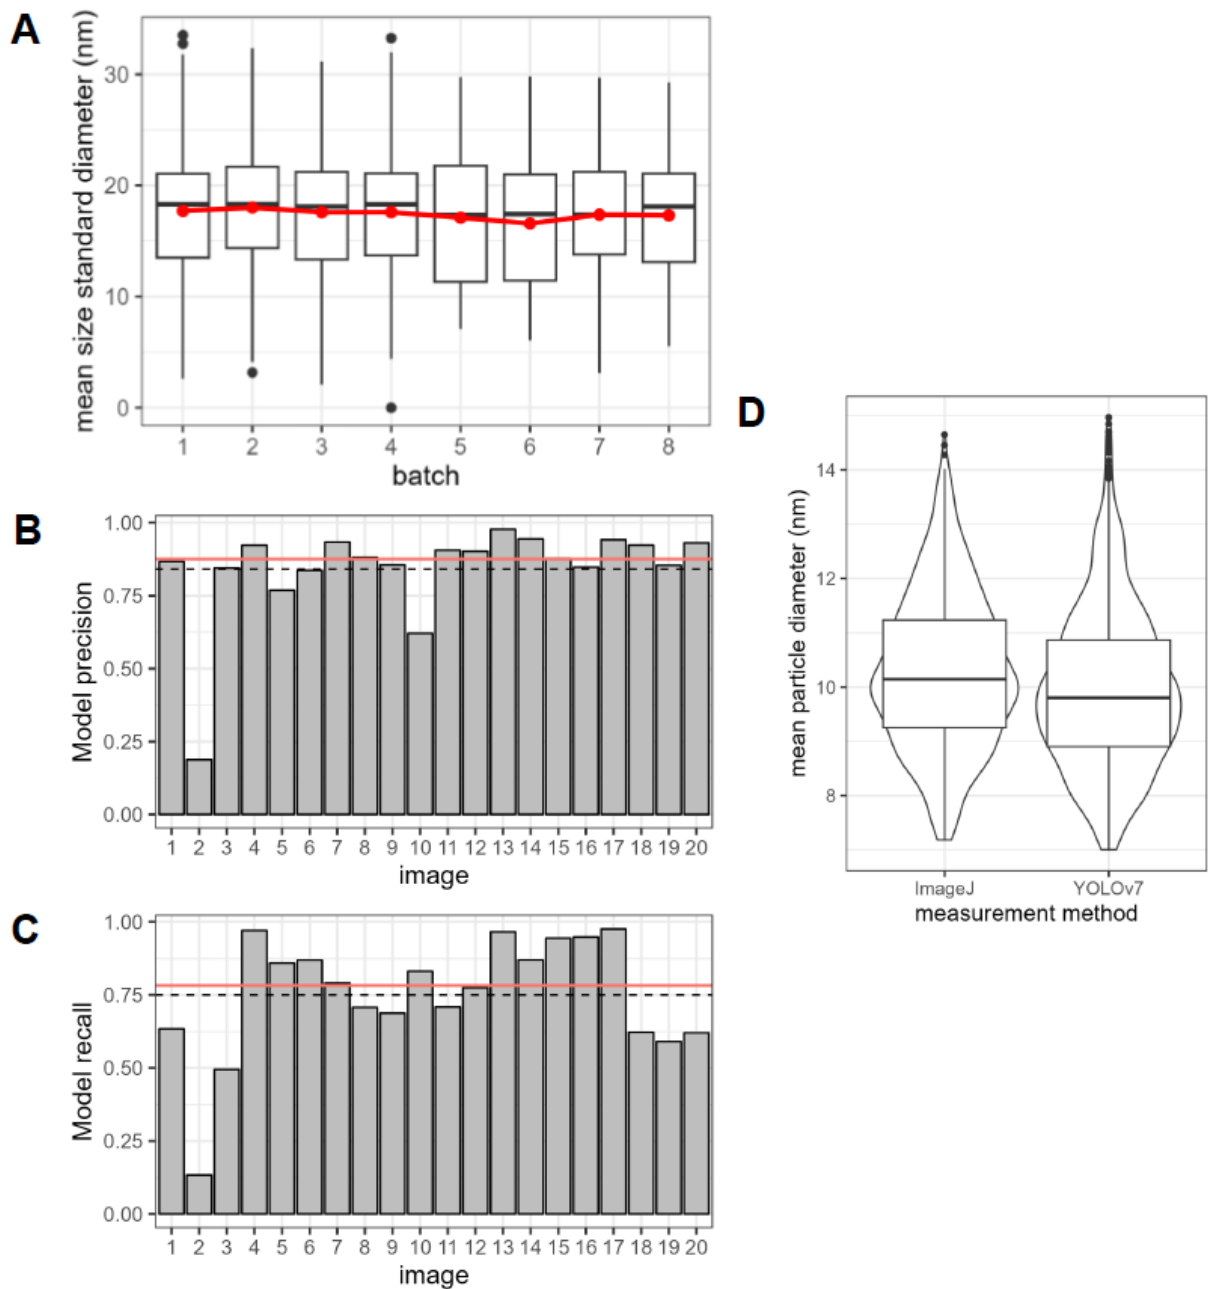 A
mean size standard diameter (nm)
30
20
10
0
1 2 3 4 5 6 7 8
batch
B
Model precision
1.00
0.75
0.50
0.25
0.00
1 2 3 4 5 6 7 8 9 10 11 12 13 14 15 16 17 18 19 20
image
C
Model recall
1.00
0.75
0.50
0.25
0.00
1 2 3 4 5 6 7 8 9 10 11 12 13 14 15 16 17 18 19 20
image
D
mean particle diameter (nm)
14
12
10
8
ImageJ YOLOv7
measurement method